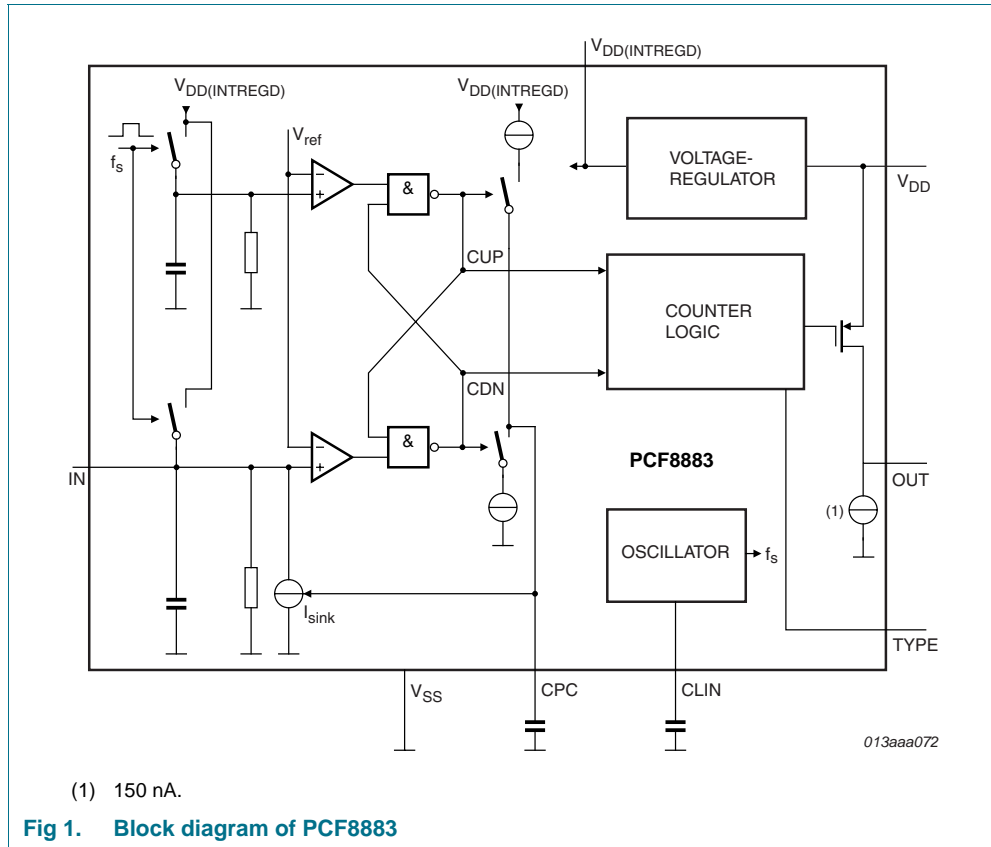 VDD(INTREGD)
VDD(INTREGD)
VDD(INTREGD)
fs
Vref
−
+
&
VOLTAGE-
REGULATOR
VDD
CUP
COUNTER
LOGIC
CDN
−
+
&
IN
PCF8883
OUT
(1)
OSCILLATOR
fs
Isink
TYPE
VSS
CPC
CLIN
013aaa072
(1) 150 nA.
Fig 1. Block diagram of PCF8883